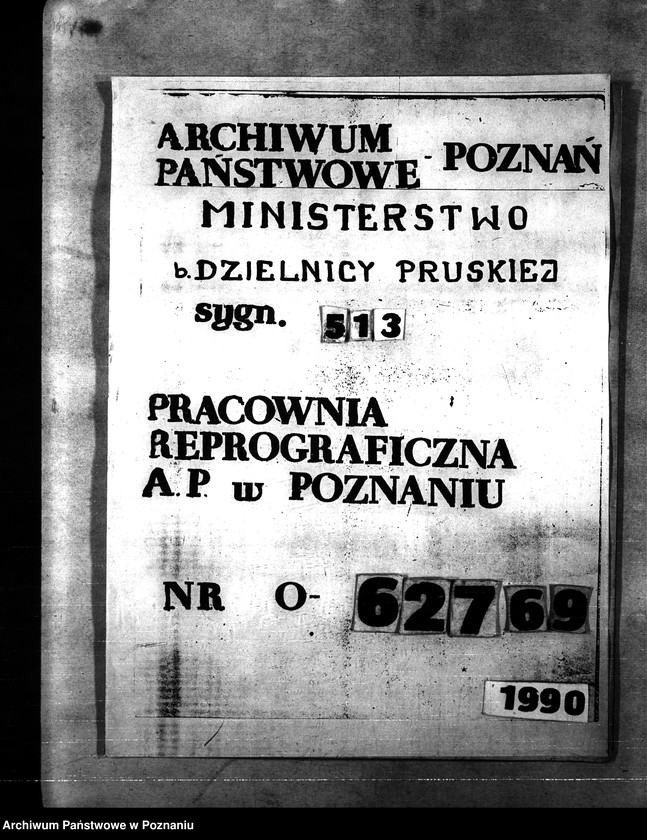 ARCHIWUM
PAŃSTWOWE - POZNAŃ
MINISTERSTWO
b. DZIELNICY PRUSKIEJ
sygn. 513
PRACOWNIA
REPROGRAFICZNA
A.P. w POZNANIU
NR O- 62769
1990
Archiwum Państwowe w Poznaniu